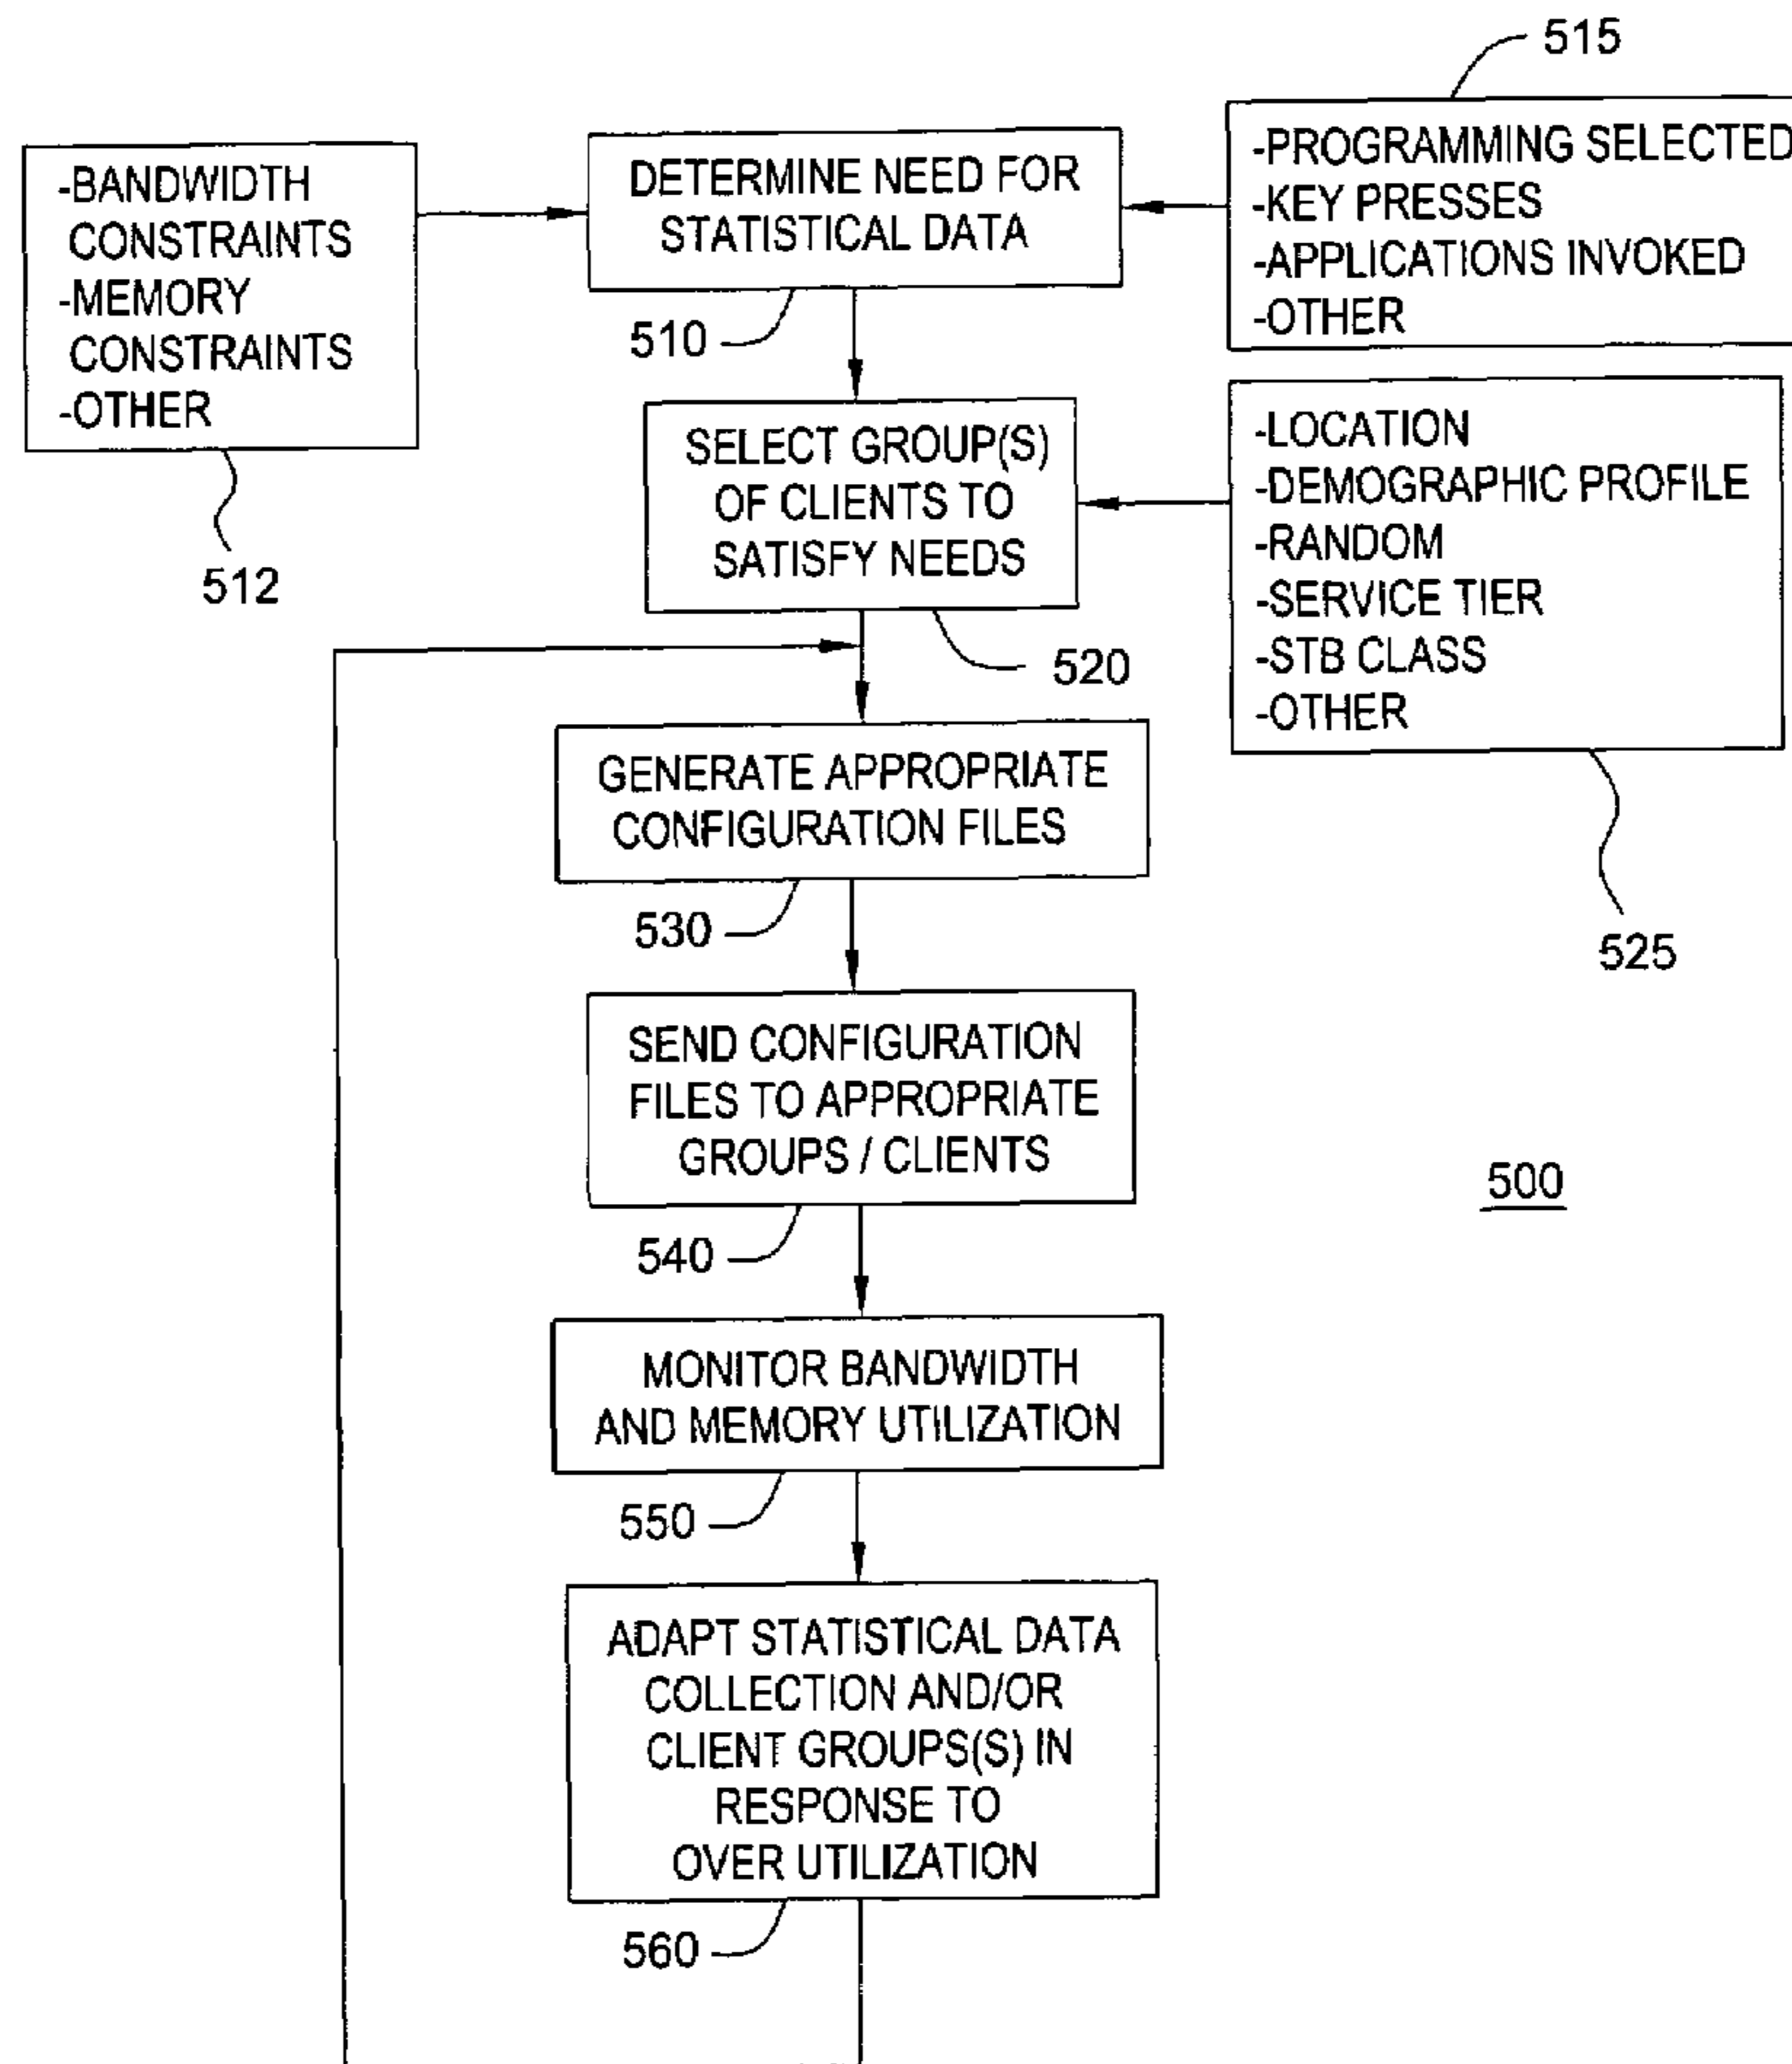 515
-PROGRAMMING SELECTED
-KEY PRESSES
-APPLICATIONS INVOKED
-OTHER
-BANDWIDTH
CONSTRAINTS
-MEMORY
CONSTRAINTS
-OTHER
512
DETERMINE NEED FOR
STATISTICAL DATA
510
SELECT GROUP(S)
OF CLIENTS TO
SATISFY NEEDS
520
-LOCATION
-DEMOGRAPHIC PROFILE
-RANDOM
-SERVICE TIER
-STB CLASS
-OTHER
525
GENERATE APPROPRIATE
CONFIGURATION FILES
530
SEND CONFIGURATION
FILES TO APPROPRIATE
GROUPS / CLIENTS
540
500
MONITOR BANDWIDTH
AND MEMORY UTILIZATION
550
ADAPT STATISTICAL DATA
COLLECTION AND/OR
CLIENT GROUPS(S) IN
RESPONSE TO
OVER UTILIZATION
560